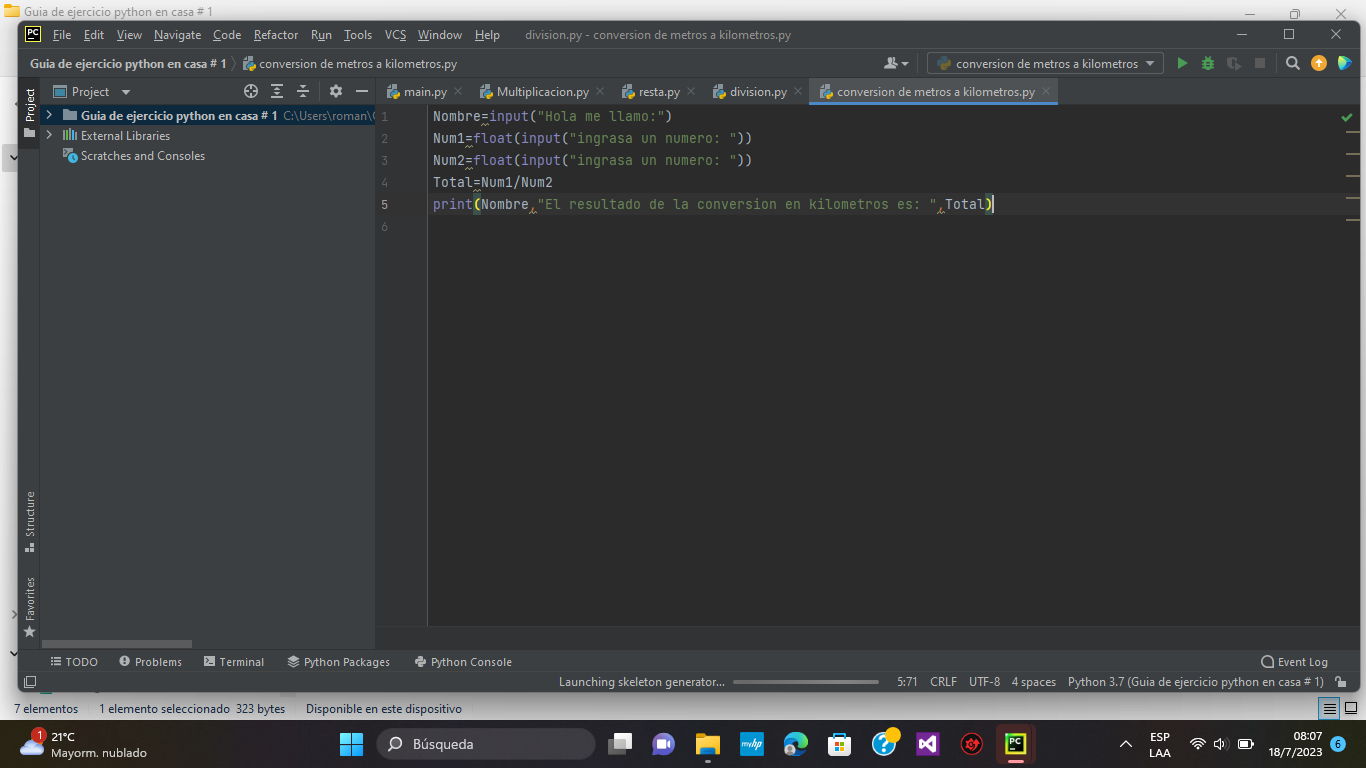 Guia de ejercicio python en casa # 1
PC File Edit View Navigate Code Refactor Run Tools VCS Window Help division.py - conversion de metros a kilometros.py
Guia de ejercicio python en casa # 1 conversion de metros a kilometros.py conversion de metros a kilometros
Project Project main.py Multiplicacion.py resta.py division.py conversion de metros a kilometros.py
Guia de ejercicio python en casa # 1 C:\Users\roman\
External Libraries
Scratches and Consoles
1 Nombre=input("Hola me llamo:")
2 Num1=float(input("ingrasa un numero: "))
3 Num2=float(input("ingrasa un numero: "))
4 Total=Num1/Num2
5 print(Nombre,"El resultado de la conversion en kilometros es: ",Total)
6
Structure
Favorites
TODO Problems Terminal Python Packages Python Console Event Log
Launching skeleton generator... 5:71 CRLF UTF-8 4 spaces Python 3.7 (Guia de ejercicio python en casa # 1)
7 elementos 1 elemento seleccionado 323 bytes Disponible en este dispositivo
1 21°C
Mayorm. nublado
Búsqueda
myhp
PC
ESP
LAA
08:07
18/7/2023
6